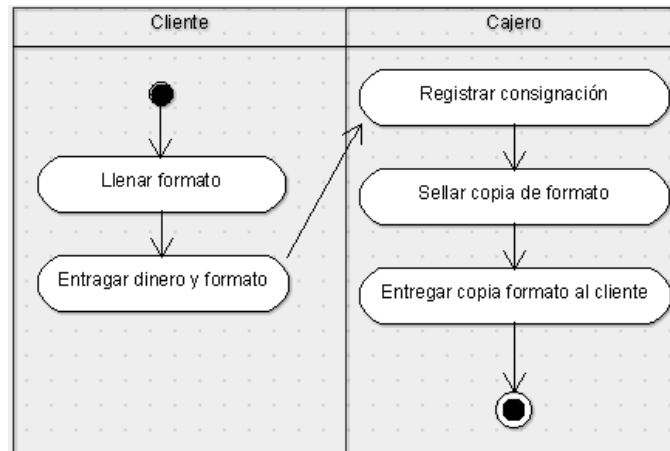 Cliente
Cajero
Llenar formato
Entragar dinero y formato
Registrar consignación
Sellar copia de formato
Entregar copia formato al cliente